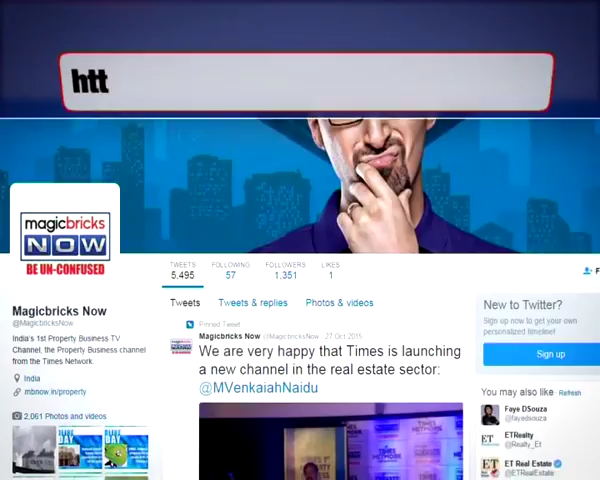 htt
magicbricks
NOW
BE UN-CONFUSED
TWEETS FOLLOWING FOLLOWERS LIKES
5,495 57 1,351 1
Tweets Tweets & replies Photos & videos
Magicbricks Now
@MagicbricksNow
India's 1st Property Business TV
Channel, the Property Business channel
from the Times Network.
India
mbnow.in/property
2,061 Photos and videos
Pinned Tweet
Magicbricks Now @MagicbricksNow · 27 Oct 2015
We are very happy that Times is launching
a new channel in the real estate sector:
@MVenkaiahNaidu
TIMES
NETWORK
New to Twitter?
Sign up now to get your own
personalized timeline!
Sign up
You may also like · Refresh
Faye DSouza
@fayedsouza
ET ETRealty
@Realty_Et
ET ET Real Estate
@ETRealEstate